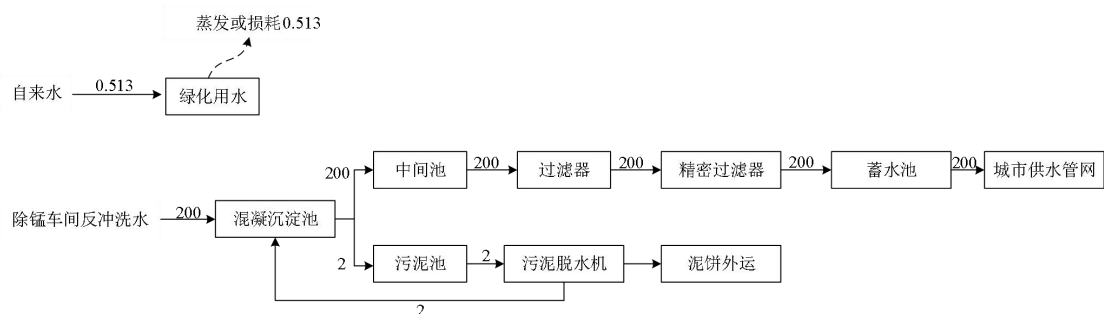 蒸发或损耗0.513
自来水
0.513
绿化用水
200
中间池
200
过滤器
200
精密过滤器
200
蓄水池
200
城市供水管网
除锰车间反冲洗水
200
混凝沉淀池
2
污泥池
2
污泥脱水机
泥饼外运
2